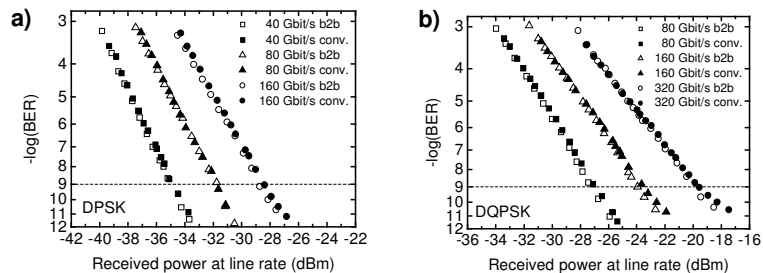 a)
-log(BER)
3
4
5
6
7
8
9
10
11
12
40 Gbit/s b2b
40 Gbit/s conv.
80 Gbit/s b2b
80 Gbit/s conv.
160 Gbit/s b2b
160 Gbit/s conv.
DPSK
-42 -40 -38 -36 -34 -32 -30 -28 -26 -24
Received power at line rate (dBm)
b)
-log(BER)
3
4
5
6
7
8
9
10
11
12
80 Gbit/s b2b
80 Gbit/s conv.
160 Gbit/s b2b
160 Gbit/s conv.
320 Gbit/s b2b
320 Gbit/s conv.
DQPSK
-36 -34 -32 -30 -28 -26 -24 -22 -20 -18 -16
Received power at line rate (dBm)